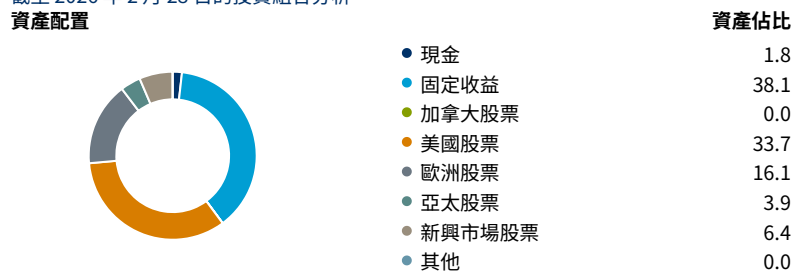 資產配置 資產佔比
現金 1.8
固定收益 38.1
加拿大股票 0.0
美國股票 33.7
歐洲股票 16.1
亞太股票 3.9
新興市場股票 6.4
其他 0.0